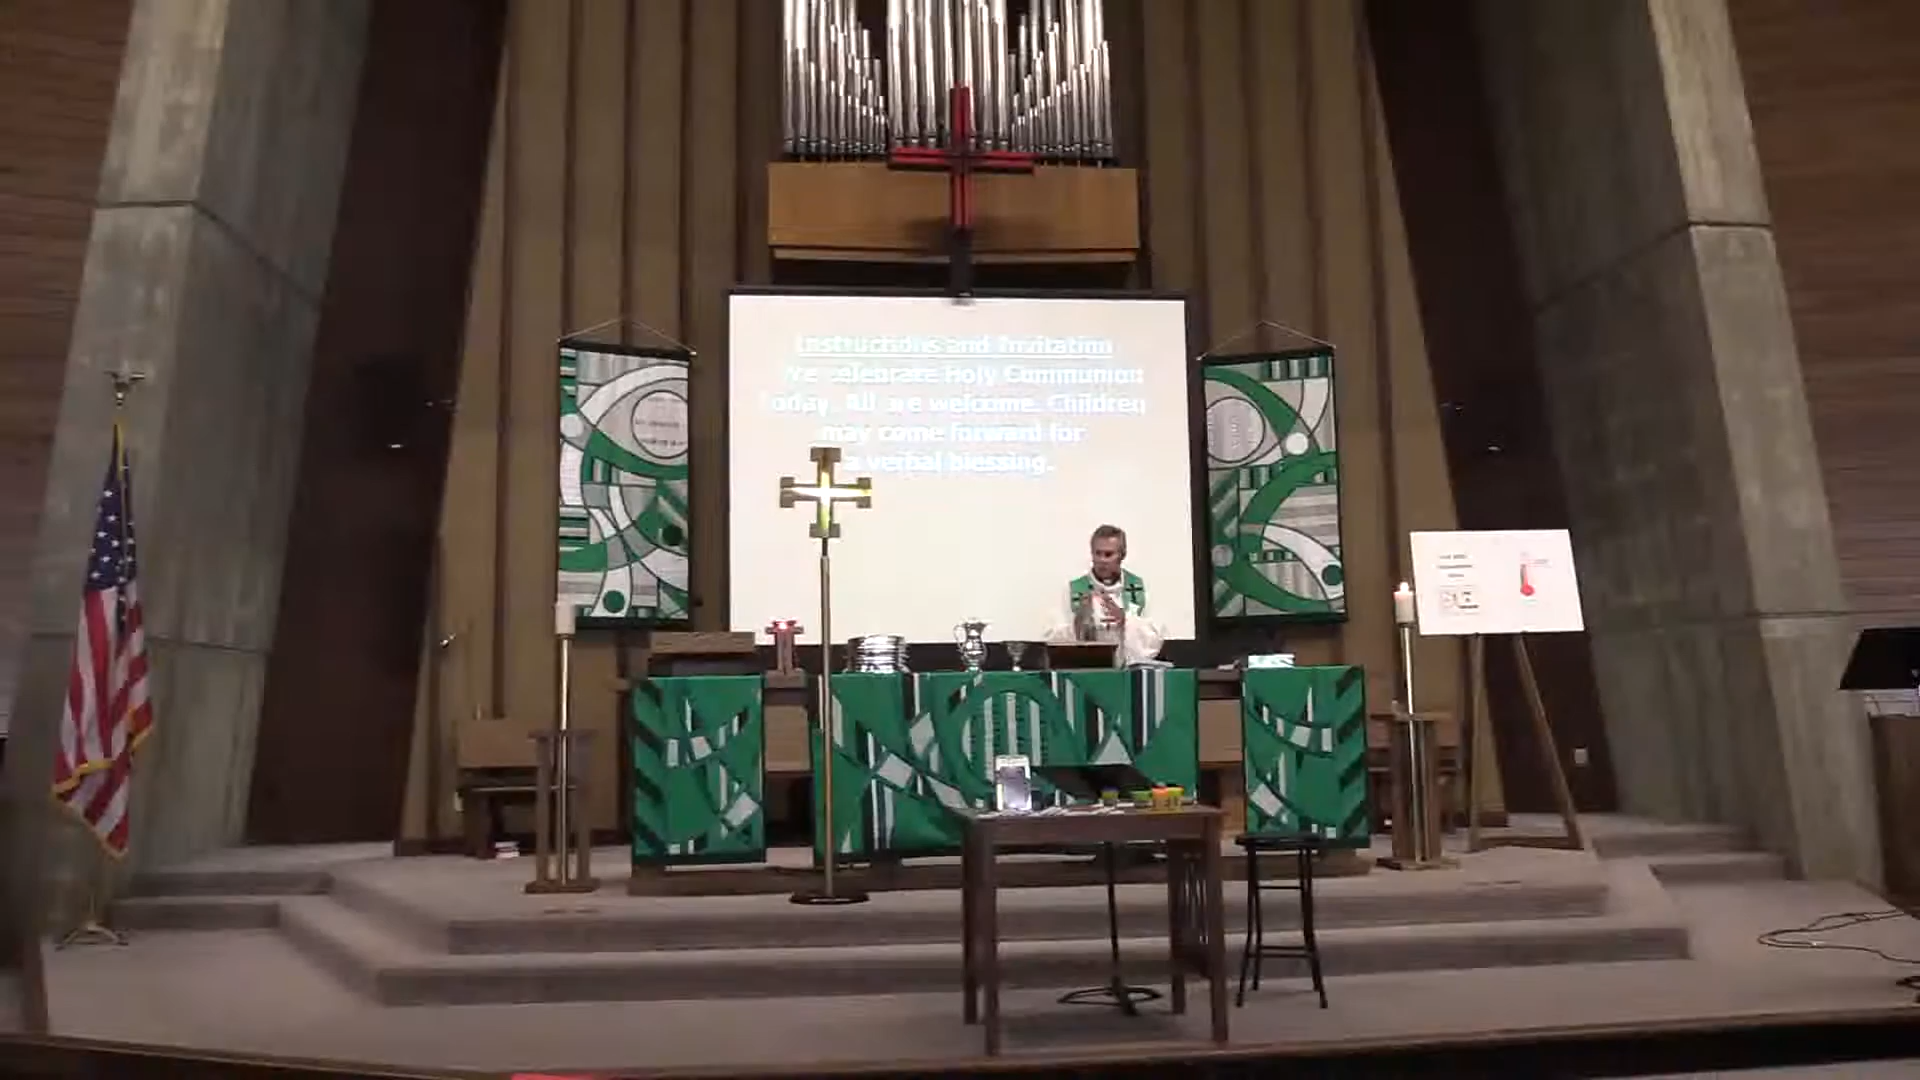 Instructions and Invitation
We celebrate Holy Communion
Today. All are welcome. Children
may come forward for
a verbal blessing.